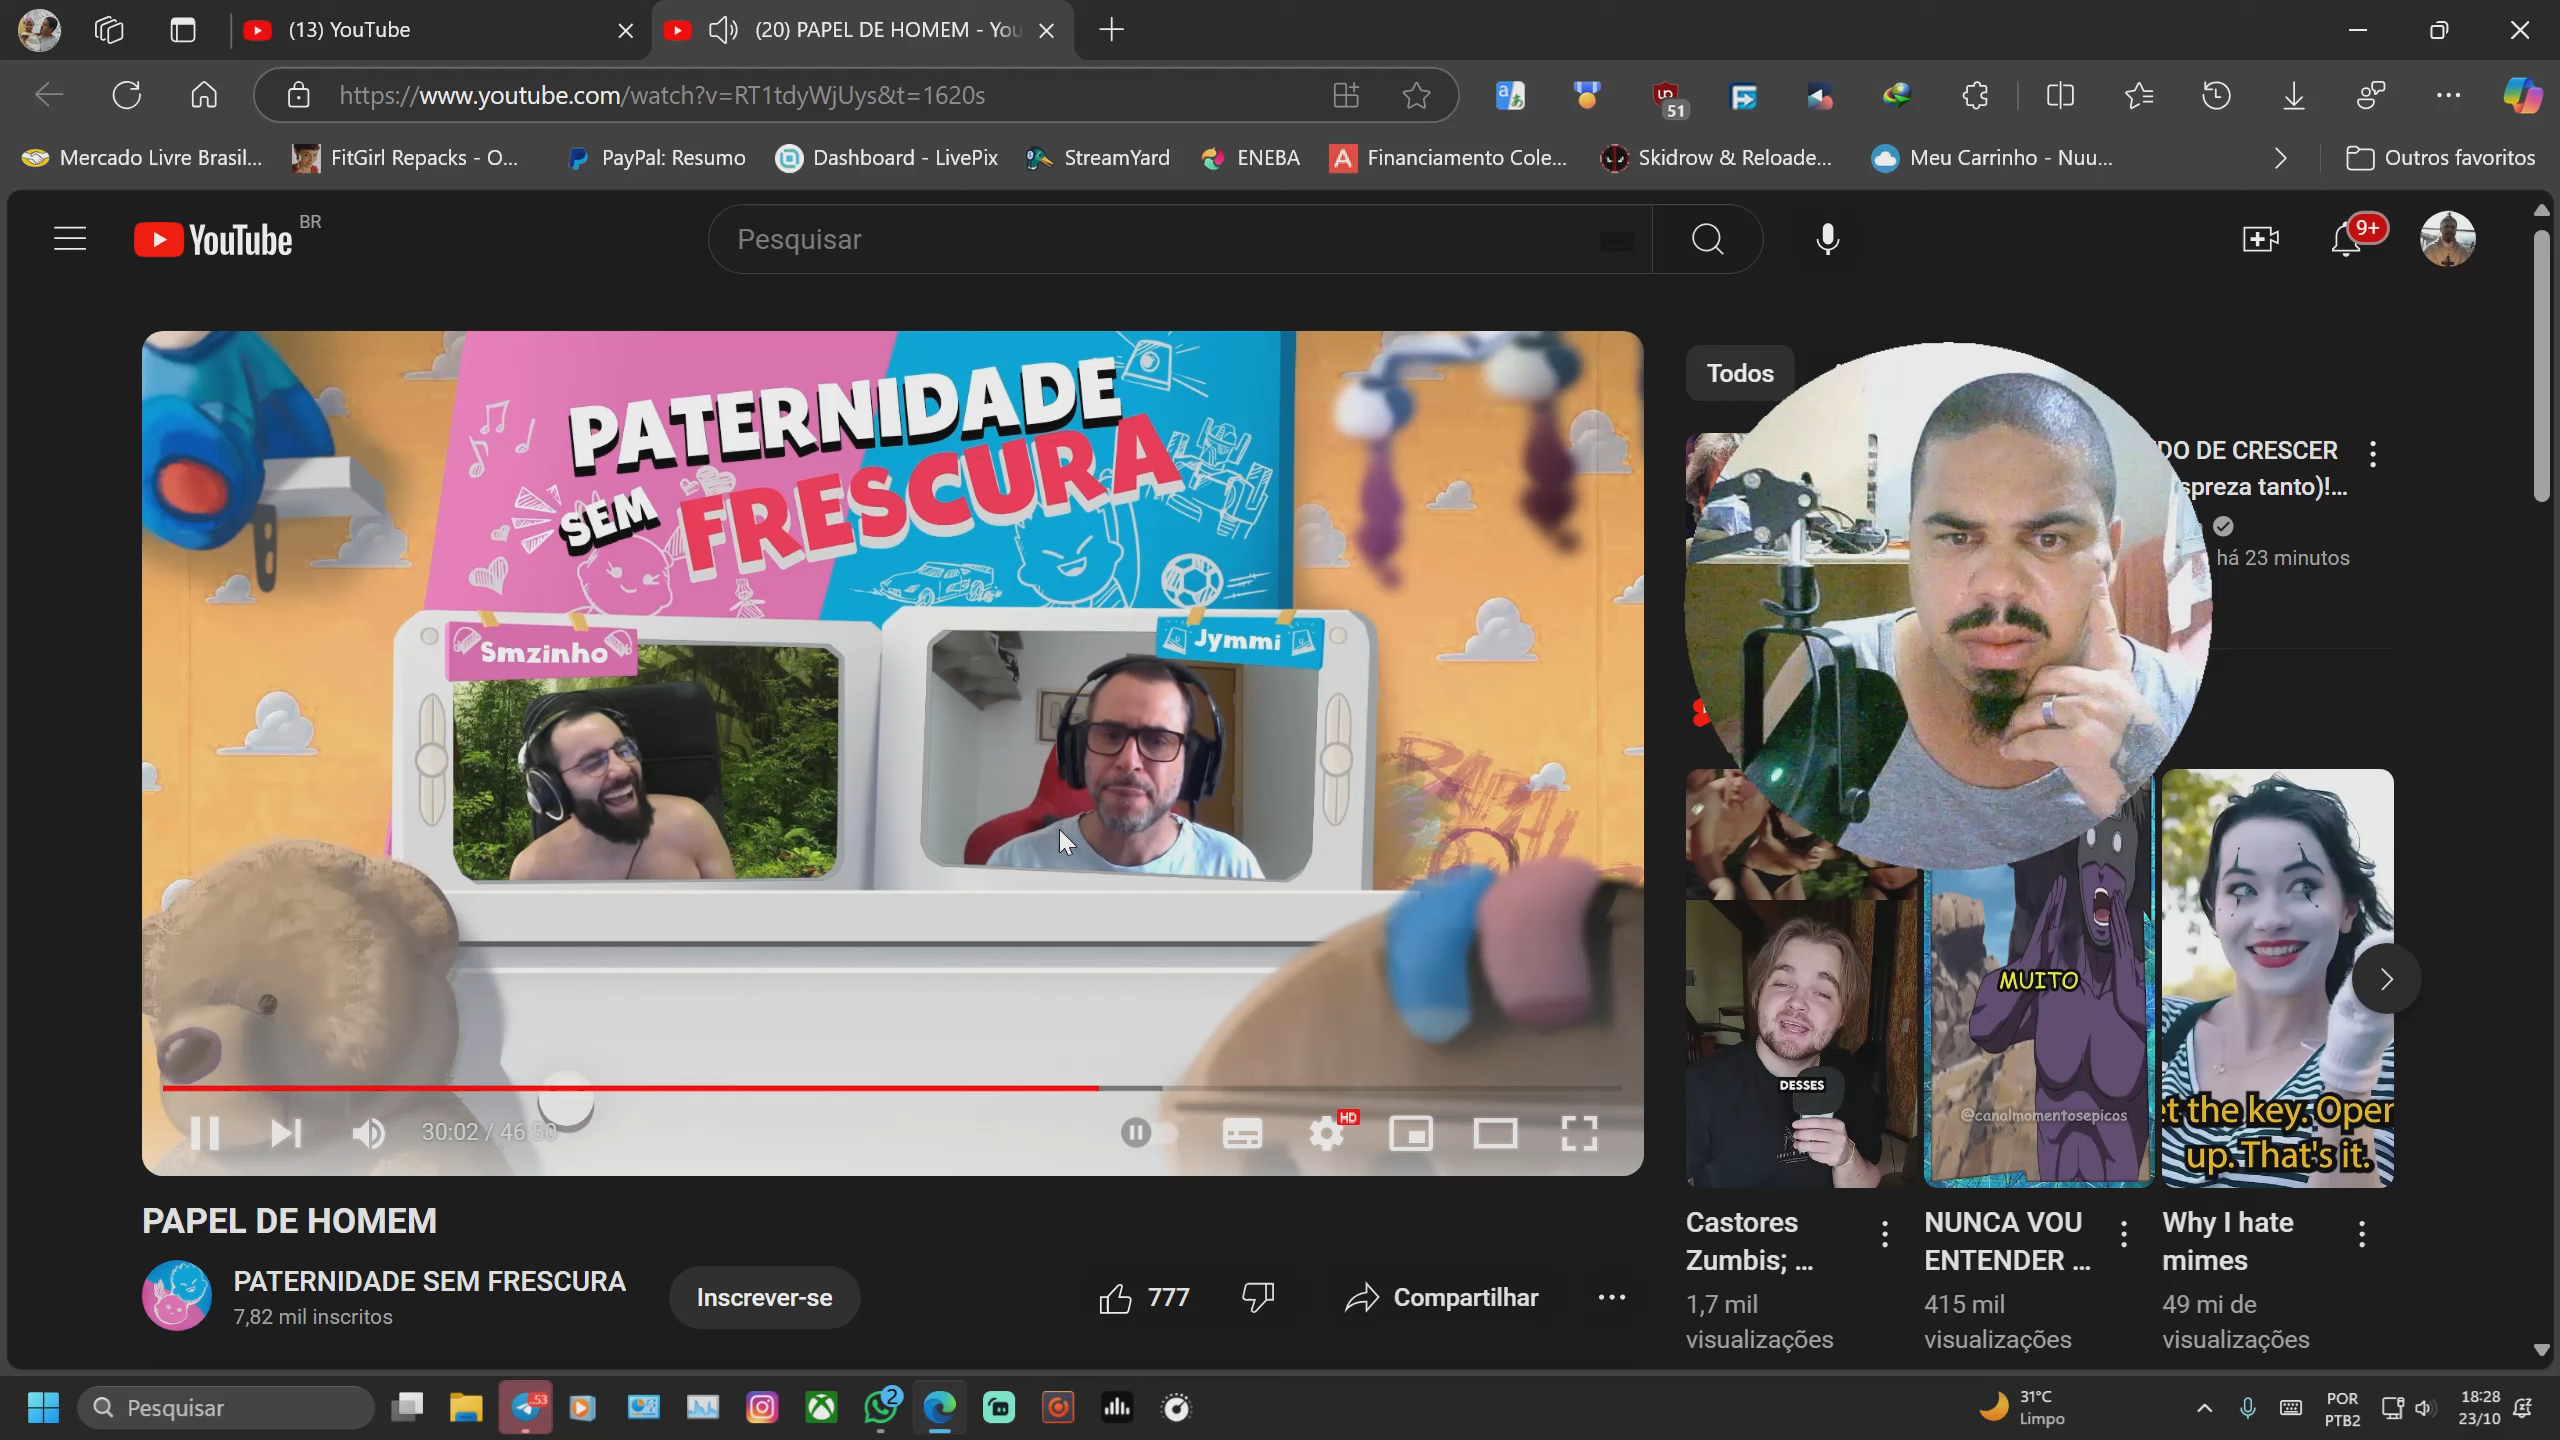 (13) YouTube
(20) PAPEL DE HOMEM - You
https://www.youtube.com/watch?v=RT1tdyWjUys&t=1620s
51
Mercado Livre Brasil...
FitGirl Repacks - O...
PayPal: Resumo
Dashboard - LivePix
StreamYard
ENEBA
Financiamento Cole...
Skidrow & Reloade...
Meu Carrinho - Nuu...
Outros favoritos
YouTube BR
Pesquisar
9+
PATERNIDADE
SEM FRESCURA
Smzinho
Jymmi
30:02 / 46:50
HD
Todos
DO DE CRESCER
spreza tanto)!...
há 23 minutos
DESSES
MUITO
@canalmomentosepicos
et the key. Open
up. That's it.
PAPEL DE HOMEM
PATERNIDADE SEM FRESCURA
7,82 mil inscritos
Inscrever-se
777
Compartilhar
Castores
Zumbis; ...
1,7 mil
visualizações
NUNCA VOU
ENTENDER ...
415 mil
visualizações
Why I hate
mimes
49 mi de
visualizações
Pesquisar
53
2
31°C
Limpo
POR
PTB2
18:28
23/10